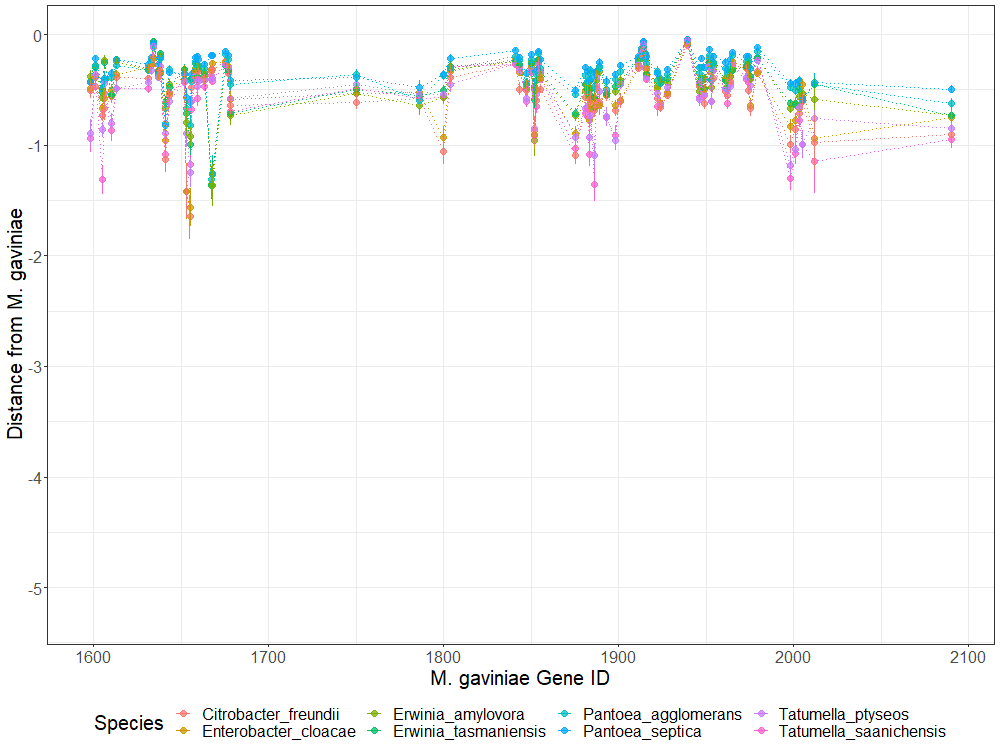 Distance from M. gaviniae
0
-1
-2
-3
-4
-5
1600 1700 1800 1900 2000 2100
M. gaviniae Gene ID
Species
Citrobacter_freundii Erwinia_amylovora Pantoea_agglomerans Tatumella_ptyseos
Enterobacter_cloacae Erwinia_tasmaniensis Pantoea_septica Tatumella_saanichensis